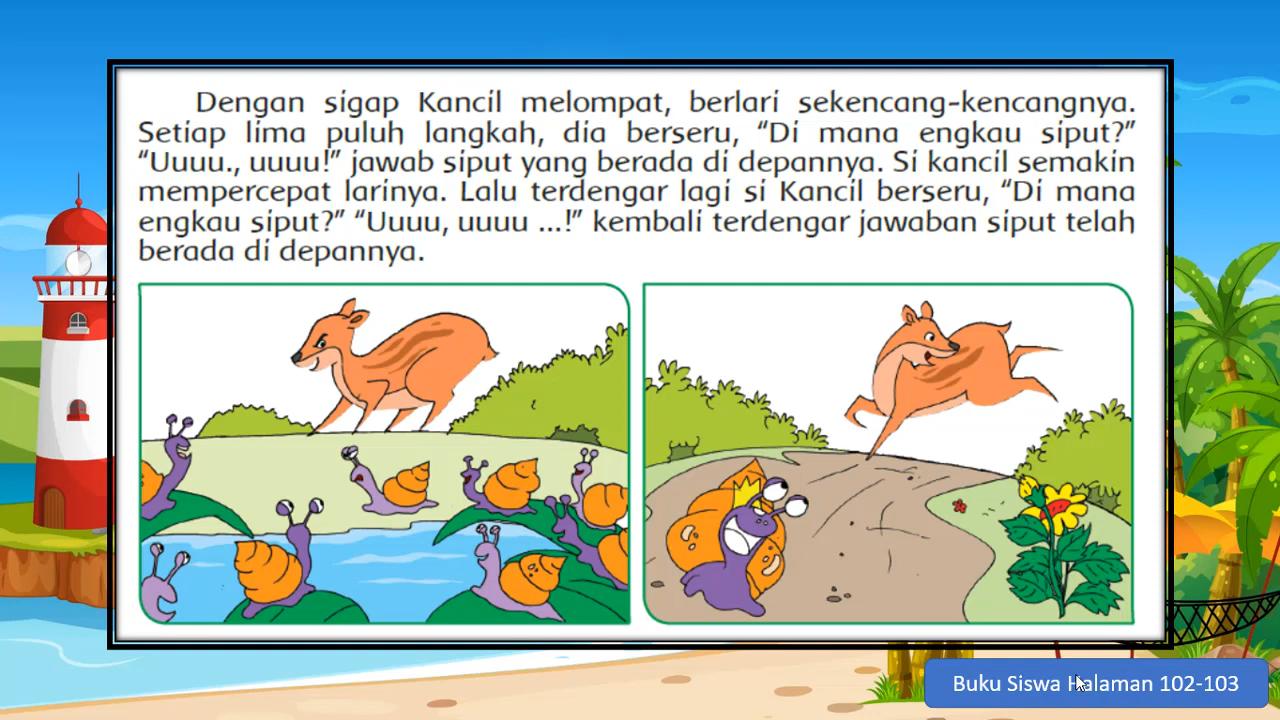 Dengan sigap Kancil melompat, berlari sekencang-kencangnya.
Setiap lima puluh langkah, dia berseru, “Di mana engkau siput?”
“Uuuu., uuuu!” jawab siput yang berada di depannya. Si kancil semakin
mempercepat larinya. Lalu terdengar lagi si Kancil berseru, “Di mana
engkau siput?” “Uuuu, uuuu ...!” kembali terdengar jawaban siput telah
berada di depannya.
Buku Siswa Halaman 102-103